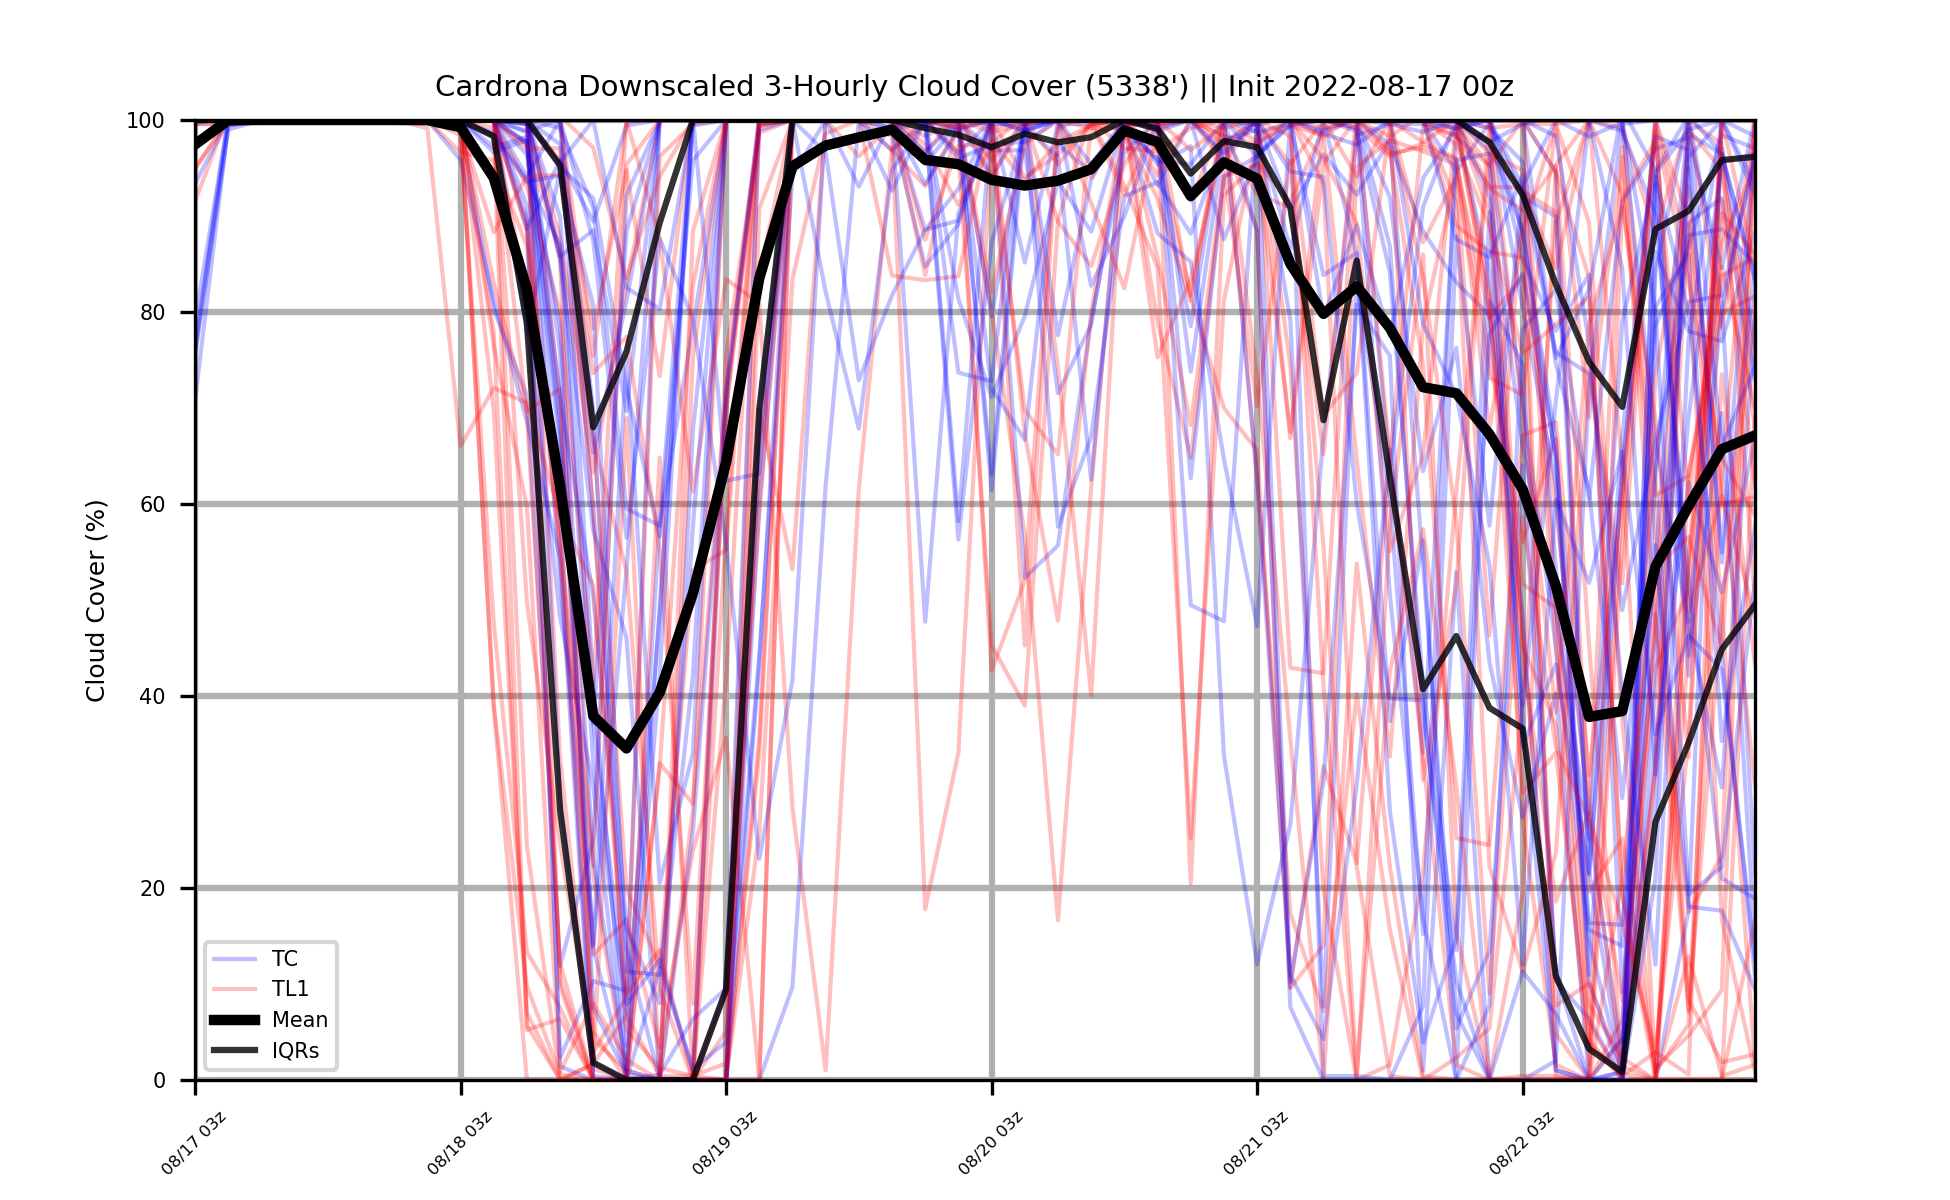 Cardrona Downscaled 3-Hourly Cloud Cover (5338') || Init 2022-08-17 00z
Cloud Cover (%)
100
80
60
40
20
0
TC
TL1
Mean
IQRs
08/17 03z
08/18 03z
08/19 03z
08/20 03z
08/21 03z
08/22 03z